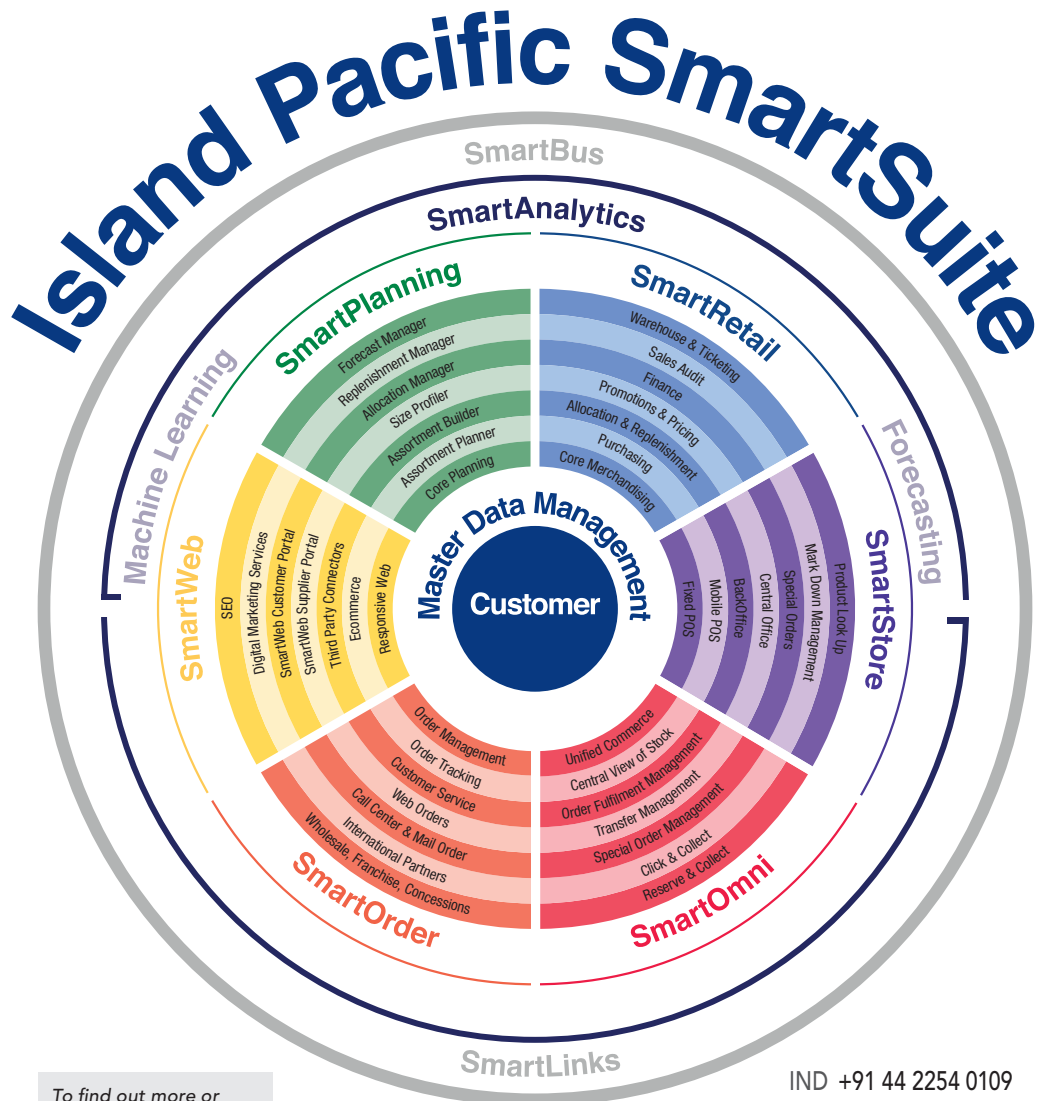 Island Pacific SmartSuite
SmartBus
SmartAnalytics
Machine Learning
Forecasting
SmartPlanning
Forecast Manager
Replenishment Manager
Allocation Manager
Size Profiler
Assortment Builder
Assortment Planner
Core Planning
SmartRetail
Warehouse & Ticketing
Sales Audit
Finance
Promotions & Pricing
Allocation & Replenishment
Purchasing
Core Merchandising
SmartWeb
SEO
Digital Marketing Services
SmartWeb Customer Portal
SmartWeb Supplier Portal
Third Party Connectors
Ecommerce
Responsive Web
Master Data Management
Customer
Fixed POS
Mobile POS
BackOffice
Central Office
Special Orders
Mark Down Management
Product Look Up
SmartStore
Order Management
Order Tracking
Customer Service
Web Orders
Call Center & Mail Order
International Partners
Wholesale, Franchise, Concessions
SmartOrder
Unified Commerce
Central View of Stock
Order Fulfilment Management
Transfer Management
Special Order Management
Click & Collect
Reserve & Collect
SmartOmni
SmartLinks
To find out more or
IND +91 44 2254 0109